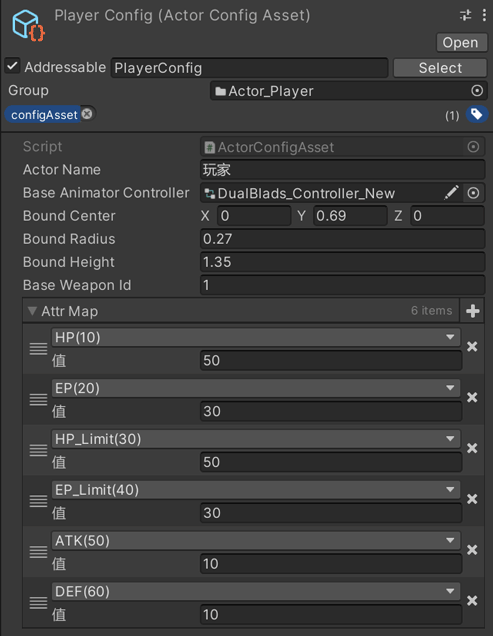 Player Config (Actor Config Asset)
Open
Addressable PlayerConfig Select
Group Actor_Player
configAsset (1)
Script ActorConfigAsset
Actor Name 玩家
Base Animator Controller DualBlads_Controller_New
Bound Center X 0 Y 0.69 Z 0
Bound Radius 0.27
Bound Height 1.35
Base Weapon Id 1
Attr Map 6 items
HP(10)
值 50
EP(20)
值 30
HP_Limit(30)
值 50
EP_Limit(40)
值 30
ATK(50)
值 10
DEF(60)
值 10